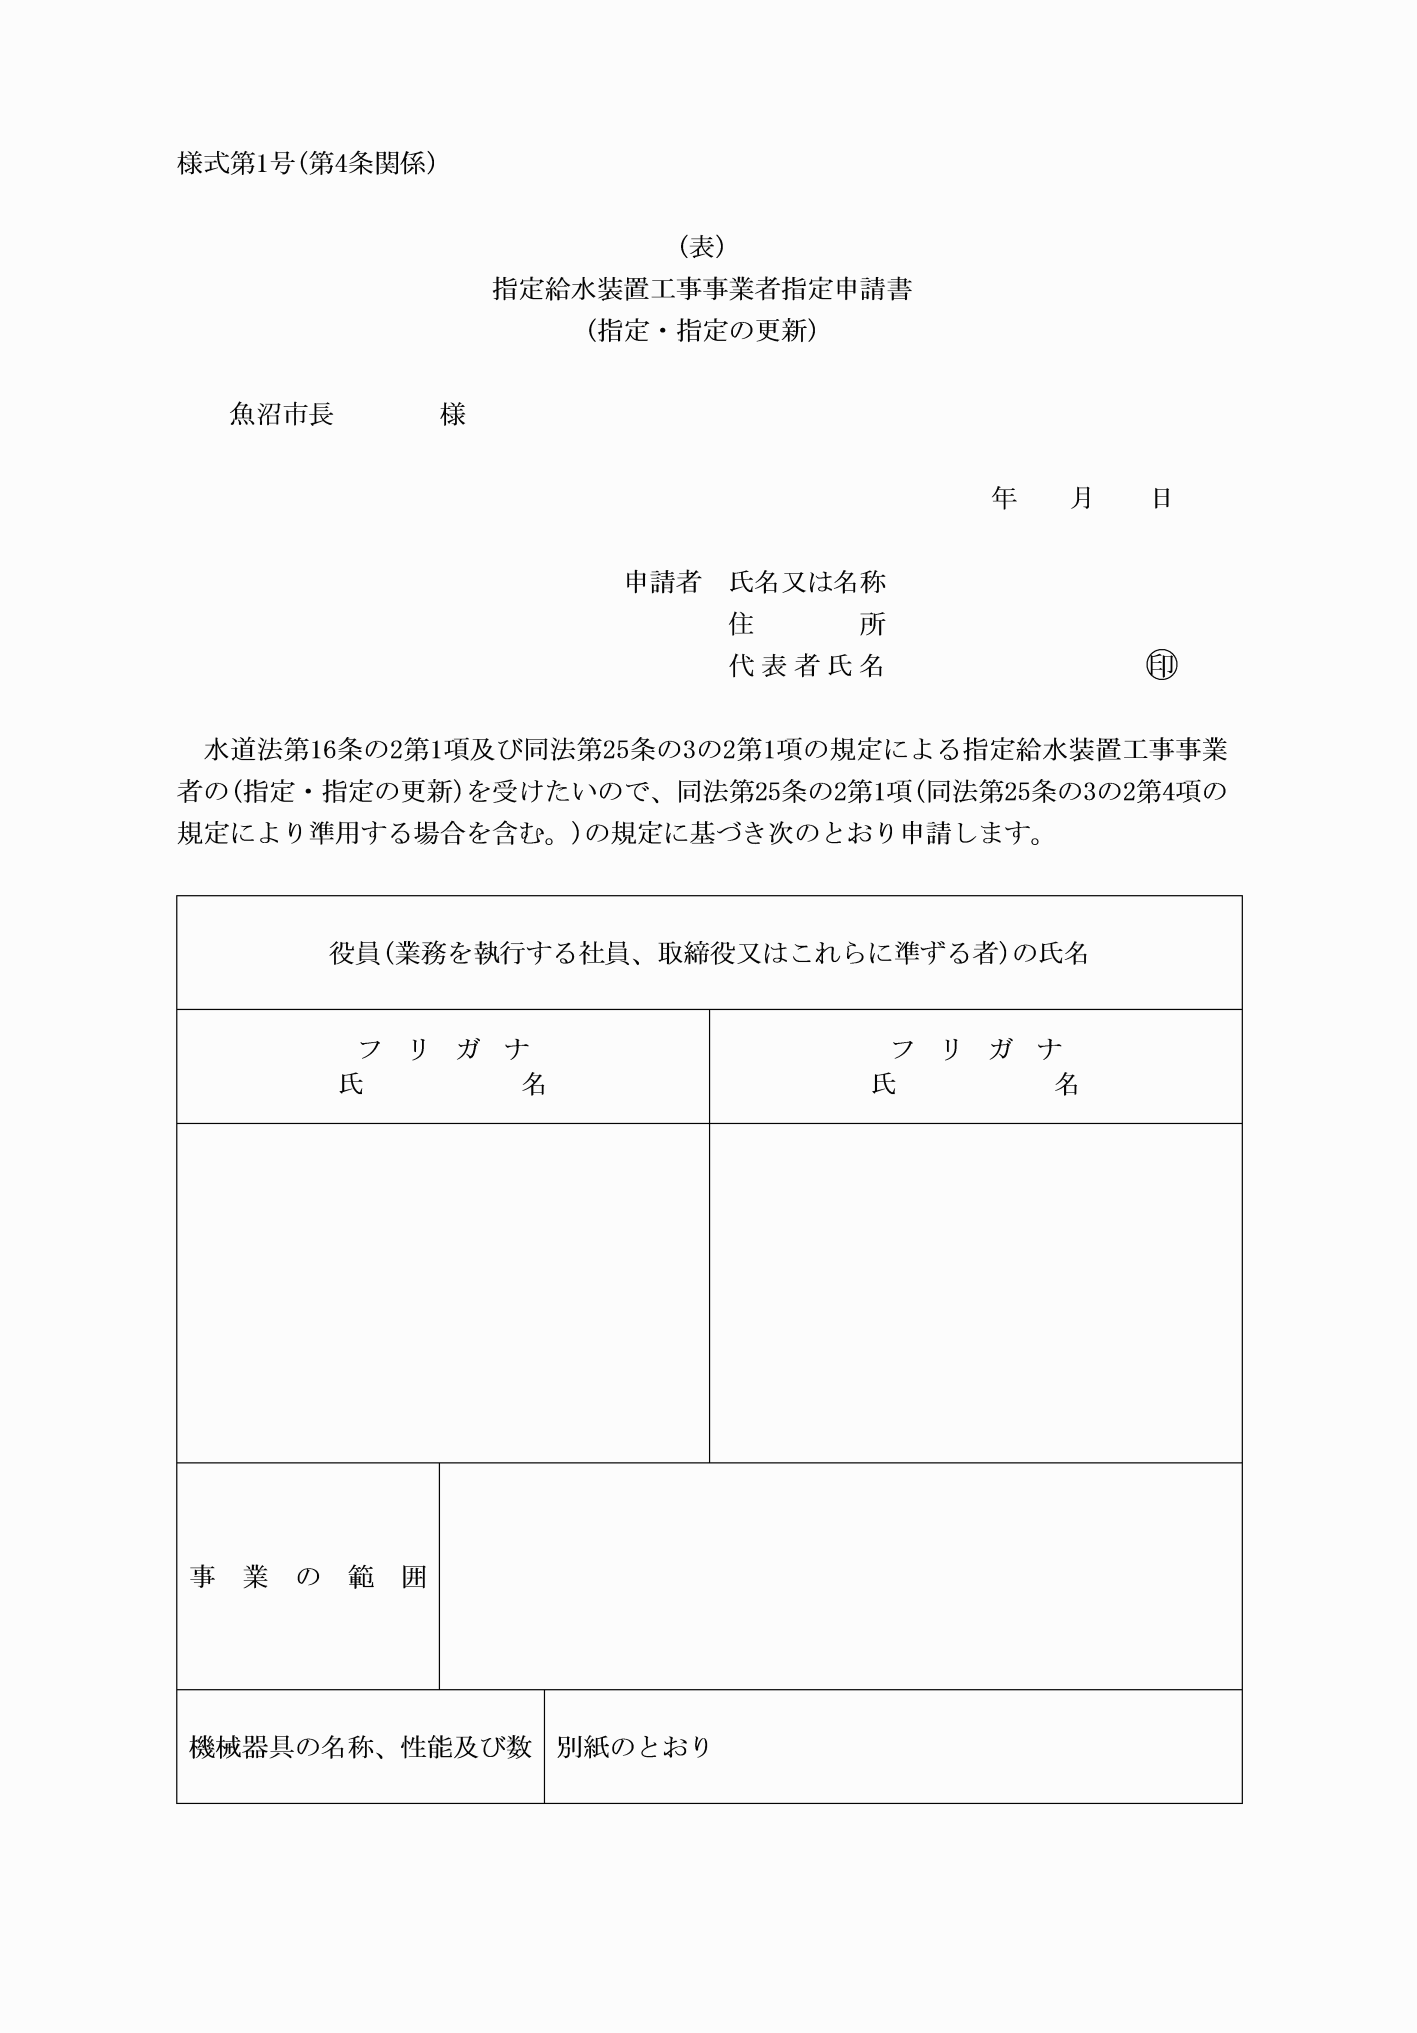 様式第1号(第4条関係)
(表)
指定給水装置工事事業者指定申請書
(指定・指定の更新)
魚沼市長　　　　様
年　　月　　日
申請者　氏名又は名称
住　　　　所
代表者氏名　　　　　　　　　　㊞
水道法第16条の2第1項及び同法第25条の3の2第1項の規定による指定給水装置工事事業
者の(指定・指定の更新)を受けたいので、同法第25条の2第1項(同法第25条の3の2第4項の
規定により準用する場合を含む。)の規定に基づき次のとおり申請します。
役員(業務を執行する社員、取締役又はこれらに準ずる者)の氏名
フ　リ　ガ　ナ　　　　フ　リ　ガ　ナ
氏　　　　　　名　　　　氏　　　　　　名
事　業　の　範　囲
機械器具の名称、性能及び数　別紙のとおり